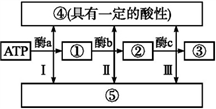 ④(具有一定的酸性)
ATP 酶a ① 酶b ② 酶c ③
Ⅰ Ⅱ Ⅲ
⑤